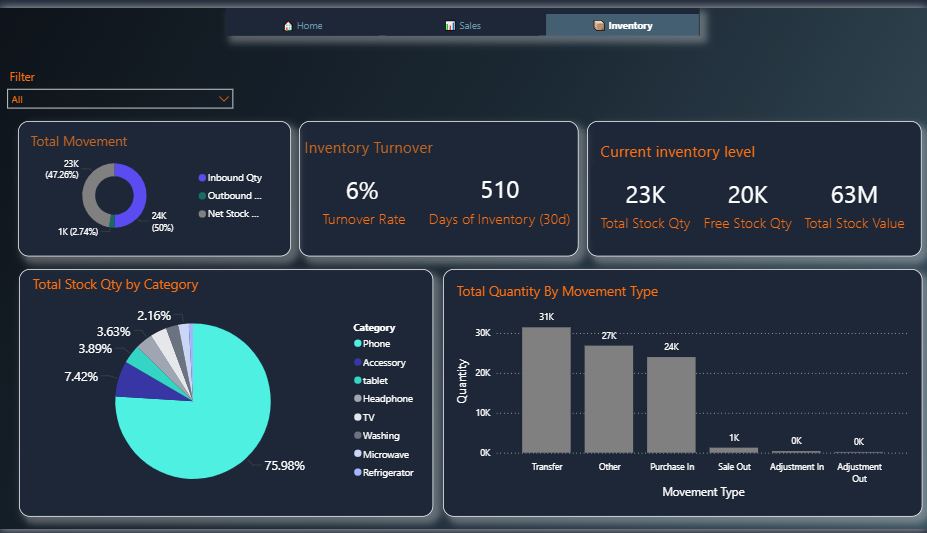 Home
Sales
Inventory
Filter
All
Total Movement
23K
(47.26%)
24K
(50%)
1K (2.74%)
Inbound Qty
Outbound ...
Net Stock ...
Inventory Turnover
6%
Turnover Rate
510
Days of Inventory (30d)
Current inventory level
23K
Total Stock Qty
20K
Free Stock Qty
63M
Total Stock Value
Total Stock Qty by Category
2.16%
3.63%
3.89%
7.42%
75.98%
Category
Phone
Accessory
tablet
Headphone
TV
Washing
Microwave
Refrigerator
Total Quantity By Movement Type
Quantity
30K
20K
10K
0K
31K
27K
24K
1K
0K
0K
Transfer
Other
Purchase In
Sale Out
Adjustment In
Adjustment
Out
Movement Type